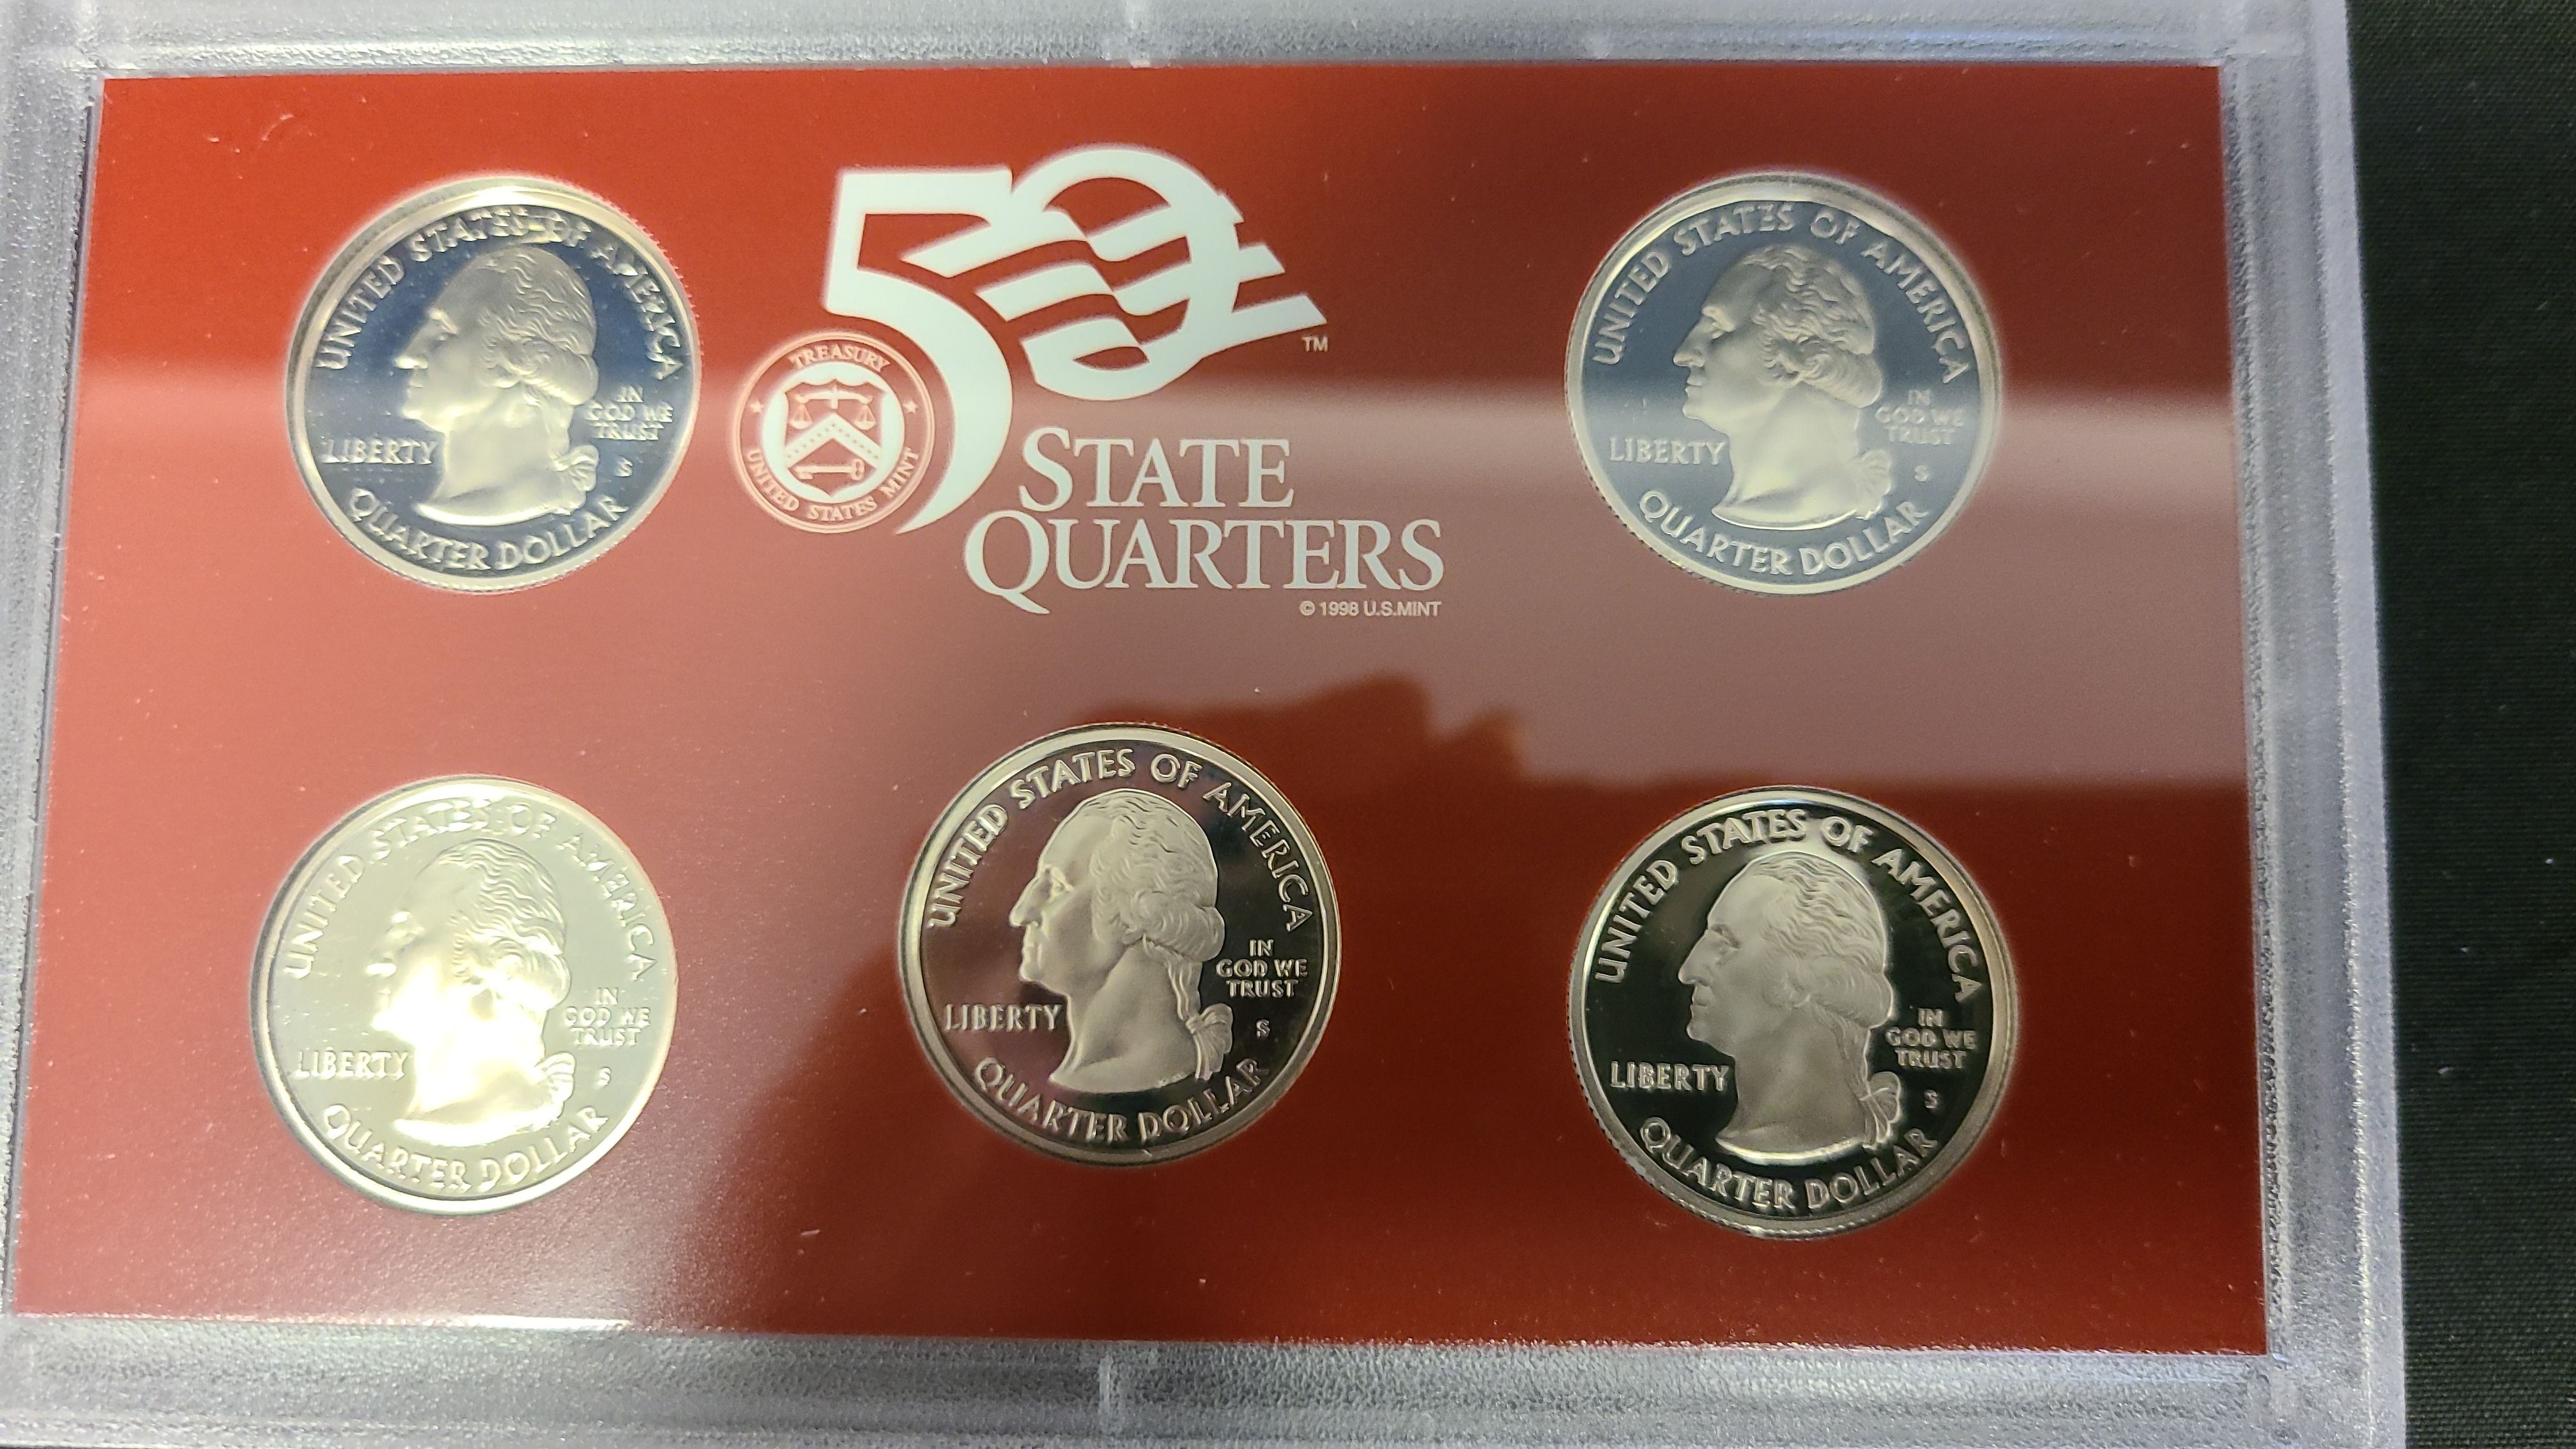 UNITED STATES OF AMERICA
IN
GOD WE
TRUST
LIBERTY
S
QUARTER DOLLAR
50
TM
TREASURY
UNITED STATES MINT
STATE
QUARTERS
© 1998 U.S.MINT
UNITED STATES OF AMERICA
IN
GOD WE
TRUST
LIBERTY
S
QUARTER DOLLAR
UNITED STATES OF AMERICA
IN
GOD WE
TRUST
LIBERTY
S
QUARTER DOLLAR
UNITED STATES OF AMERICA
IN
GOD WE
TRUST
LIBERTY
S
QUARTER DOLLAR
UNITED STATES OF AMERICA
IN
GOD WE
TRUST
LIBERTY
S
QUARTER DOLLAR